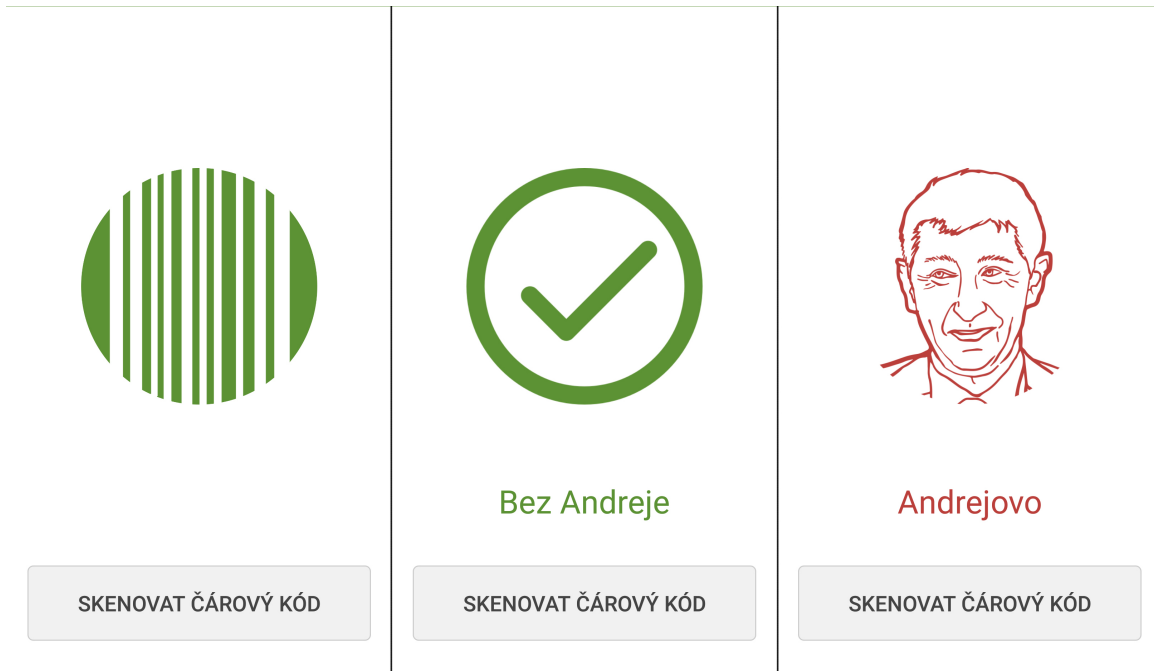 Bez Andreje
Andrejovo
SKENOVAT ČÁROVÝ KÓD
SKENOVAT ČÁROVÝ KÓD
SKENOVAT ČÁROVÝ KÓD